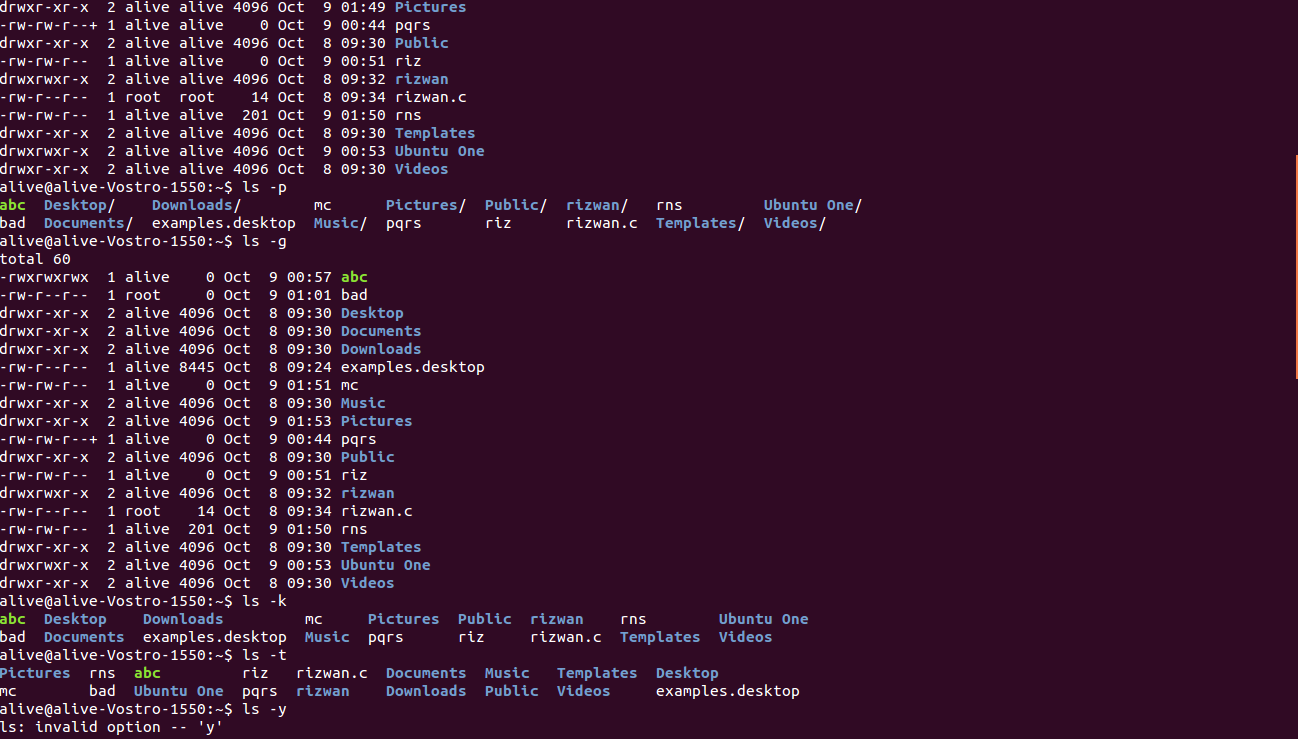 drwxr-xr-x  2 alive alive 4096 Oct  9 01:49 Pictures
-rw-rw-r--+ 1 alive alive    0 Oct  9 00:44 pqrs
drwxr-xr-x  2 alive alive 4096 Oct  8 09:30 Public
-rw-rw-r--  1 alive alive    0 Oct  9 00:51 riz
drwxrwxr-x  2 alive alive 4096 Oct  8 09:32 rizwan
-rw-r--r--  1 root  root    14 Oct  8 09:34 rizwan.c
-rw-rw-r--  1 alive alive  201 Oct  9 01:50 rns
drwxr-xr-x  2 alive alive 4096 Oct  8 09:30 Templates
drwxrwxr-x  2 alive alive 4096 Oct  9 00:53 Ubuntu One
drwxr-xr-x  2 alive alive 4096 Oct  8 09:30 Videos
alive@alive-Vostro-1550:~$ ls -p
abc  Desktop/    Downloads/        mc      Pictures/  Public/  rizwan/   rns         Ubuntu One/
bad  Documents/  examples.desktop  Music/  pqrs       riz      rizwan.c  Templates/  Videos/
alive@alive-Vostro-1550:~$ ls -g
total 60
-rwxrwxrwx  1 alive    0 Oct  9 00:57 abc
-rw-r--r--  1 root     0 Oct  9 01:01 bad
drwxr-xr-x  2 alive 4096 Oct  8 09:30 Desktop
drwxr-xr-x  2 alive 4096 Oct  8 09:30 Documents
drwxr-xr-x  2 alive 4096 Oct  8 09:30 Downloads
-rw-r--r--  1 alive 8445 Oct  8 09:24 examples.desktop
-rw-rw-r--  1 alive    0 Oct  9 01:51 mc
drwxr-xr-x  2 alive 4096 Oct  8 09:30 Music
drwxr-xr-x  2 alive 4096 Oct  9 01:53 Pictures
-rw-rw-r--+ 1 alive    0 Oct  9 00:44 pqrs
drwxr-xr-x  2 alive 4096 Oct  8 09:30 Public
-rw-rw-r--  1 alive    0 Oct  9 00:51 riz
drwxrwxr-x  2 alive 4096 Oct  8 09:32 rizwan
-rw-r--r--  1 root    14 Oct  8 09:34 rizwan.c
-rw-rw-r--  1 alive  201 Oct  9 01:50 rns
drwxr-xr-x  2 alive 4096 Oct  8 09:30 Templates
drwxrwxr-x  2 alive 4096 Oct  9 00:53 Ubuntu One
drwxr-xr-x  2 alive 4096 Oct  8 09:30 Videos
alive@alive-Vostro-1550:~$ ls -k
abc  Desktop    Downloads         mc     Pictures  Public  rizwan    rns        Ubuntu One
bad  Documents  examples.desktop  Music  pqrs      riz     rizwan.c  Templates  Videos
alive@alive-Vostro-1550:~$ ls -t
Pictures  rns  abc         riz   rizwan.c  Documents  Music   Templates  Desktop
mc        bad  Ubuntu One  pqrs  rizwan    Downloads  Public  Videos     examples.desktop
alive@alive-Vostro-1550:~$ ls -y
ls: invalid option -- 'y'